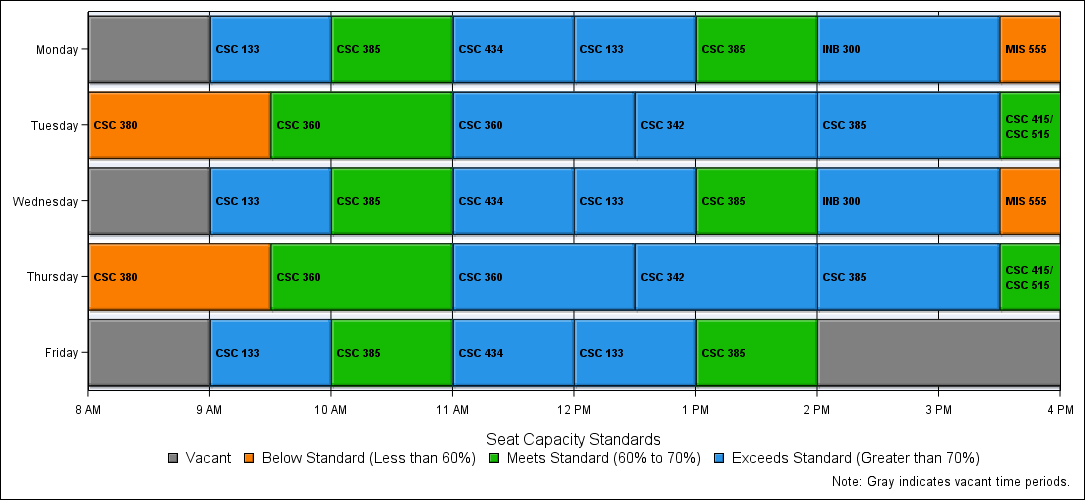 Monday
CSC 133 CSC 385 CSC 434 CSC 133 CSC 385 INB 300 MIS 555
Tuesday
CSC 380 CSC 360 CSC 360 CSC 342 CSC 385 CSC 415/
CSC 515
Wednesday
CSC 133 CSC 385 CSC 434 CSC 133 CSC 385 INB 300 MIS 555
Thursday
CSC 380 CSC 360 CSC 360 CSC 342 CSC 385 CSC 415/
CSC 515
Friday
CSC 133 CSC 385 CSC 434 CSC 133 CSC 385
8 AM 9 AM 10 AM 11 AM 12 PM 1 PM 2 PM 3 PM 4 PM
Seat Capacity Standards
Vacant Below Standard (Less than 60%) Meets Standard (60% to 70%) Exceeds Standard (Greater than 70%)
Note: Gray indicates vacant time periods.